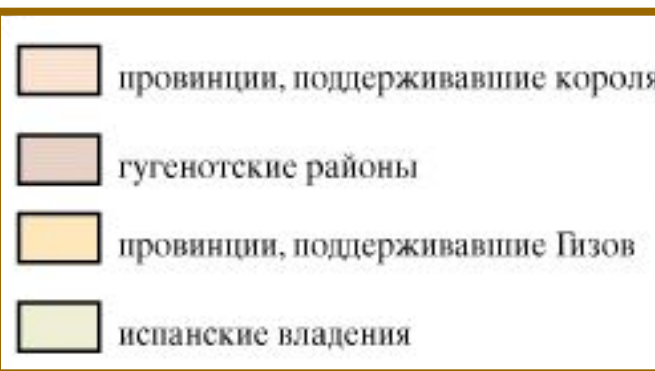 провинции, поддерживавшие короля
гугенотские районы
провинции, поддерживавшие Гизов
испанские владения